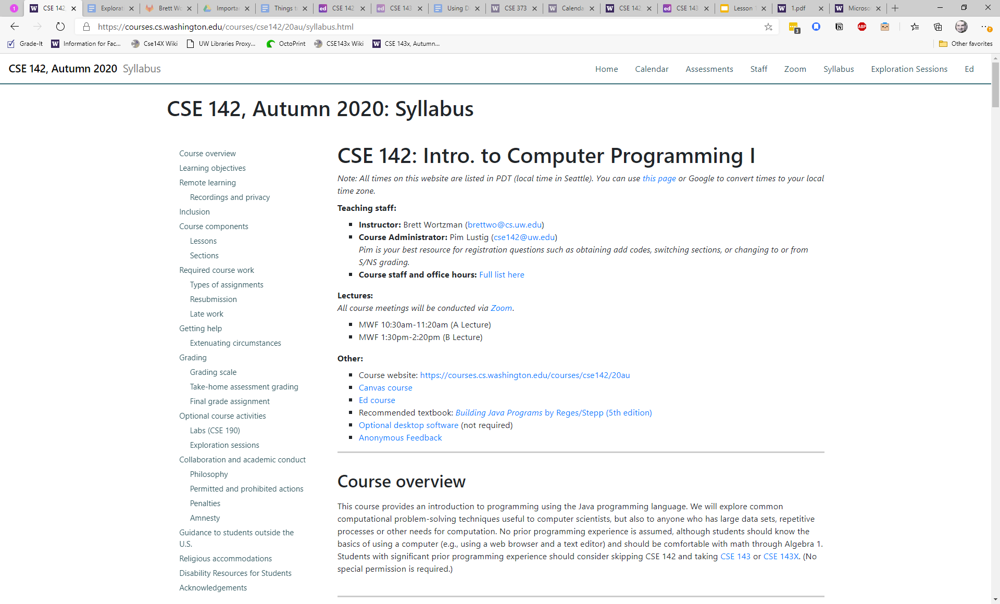 1
CSE 142,
Explorat
Brett Wo
Importa
Things t
ed
CSE 142
ed
CSE 143
Using D
CSE 373
Calenda
CSE 142,
ed
CSE 143
Lesson
1.pdf
Microso
https://courses.cs.washington.edu/courses/cse142/20au/syllabus.html
3
ABP
Grade-It
Information for Fac...
Cse14X Wiki
UW Libraries Proxy...
OctoPrint
CSE143x Wiki
CSE 143x, Autumn...
Other favorites
CSE 142, Autumn 2020 Syllabus
Home Calendar Assessments Staff Zoom Syllabus Exploration Sessions Ed
CSE 142, Autumn 2020: Syllabus
Course overview
Learning objectives
Remote learning
Recordings and privacy
Inclusion
Course components
Lessons
Sections
Required course work
Types of assignments
Resubmission
Late work
Getting help
Extenuating circumstances
Grading
Grading scale
Take-home assessment grading
Final grade assignment
Optional course activities
Labs (CSE 190)
Exploration sessions
Collaboration and academic conduct
Philosophy
Permitted and prohibited actions
Penalties
Amnesty
Guidance to students outside the
U.S.
Religious accommodations
Disability Resources for Students
Acknowledgements
CSE 142: Intro. to Computer Programming I
Note: All times on this website are listed in PDT (local time in Seattle). You can use this page or Google to convert times to your local
time zone.
Teaching staff:
Instructor: Brett Wortzman (brettwo@cs.uw.edu)
Course Administrator: Pim Lustig (cse142@uw.edu)
Pim is your best resource for registration questions such as obtaining add codes, switching sections, or changing to or from
S/NS grading.
Course staff and office hours: Full list here
Lectures:
All course meetings will be conducted via Zoom.
MWF 10:30am-11:20am (A Lecture)
MWF 1:30pm-2:20pm (B Lecture)
Other:
Course website: https://courses.cs.washington.edu/courses/cse142/20au
Canvas course
Ed course
Recommended textbook: Building Java Programs by Reges/Stepp (5th edition)
Optional desktop software (not required)
Anonymous Feedback
Course overview
This course provides an introduction to programming using the Java programming language. We will explore common
computational problem-solving techniques useful to computer scientists, but also to anyone who has large data sets, repetitive
processes or other needs for computation. No prior programming experience is assumed, although students should know the
basics of using a computer (e.g., using a web browser and a text editor) and should be comfortable with math through Algebra 1.
Students with significant prior programming experience should consider skipping CSE 142 and taking CSE 143 or CSE 143X. (No
special permission is required.)